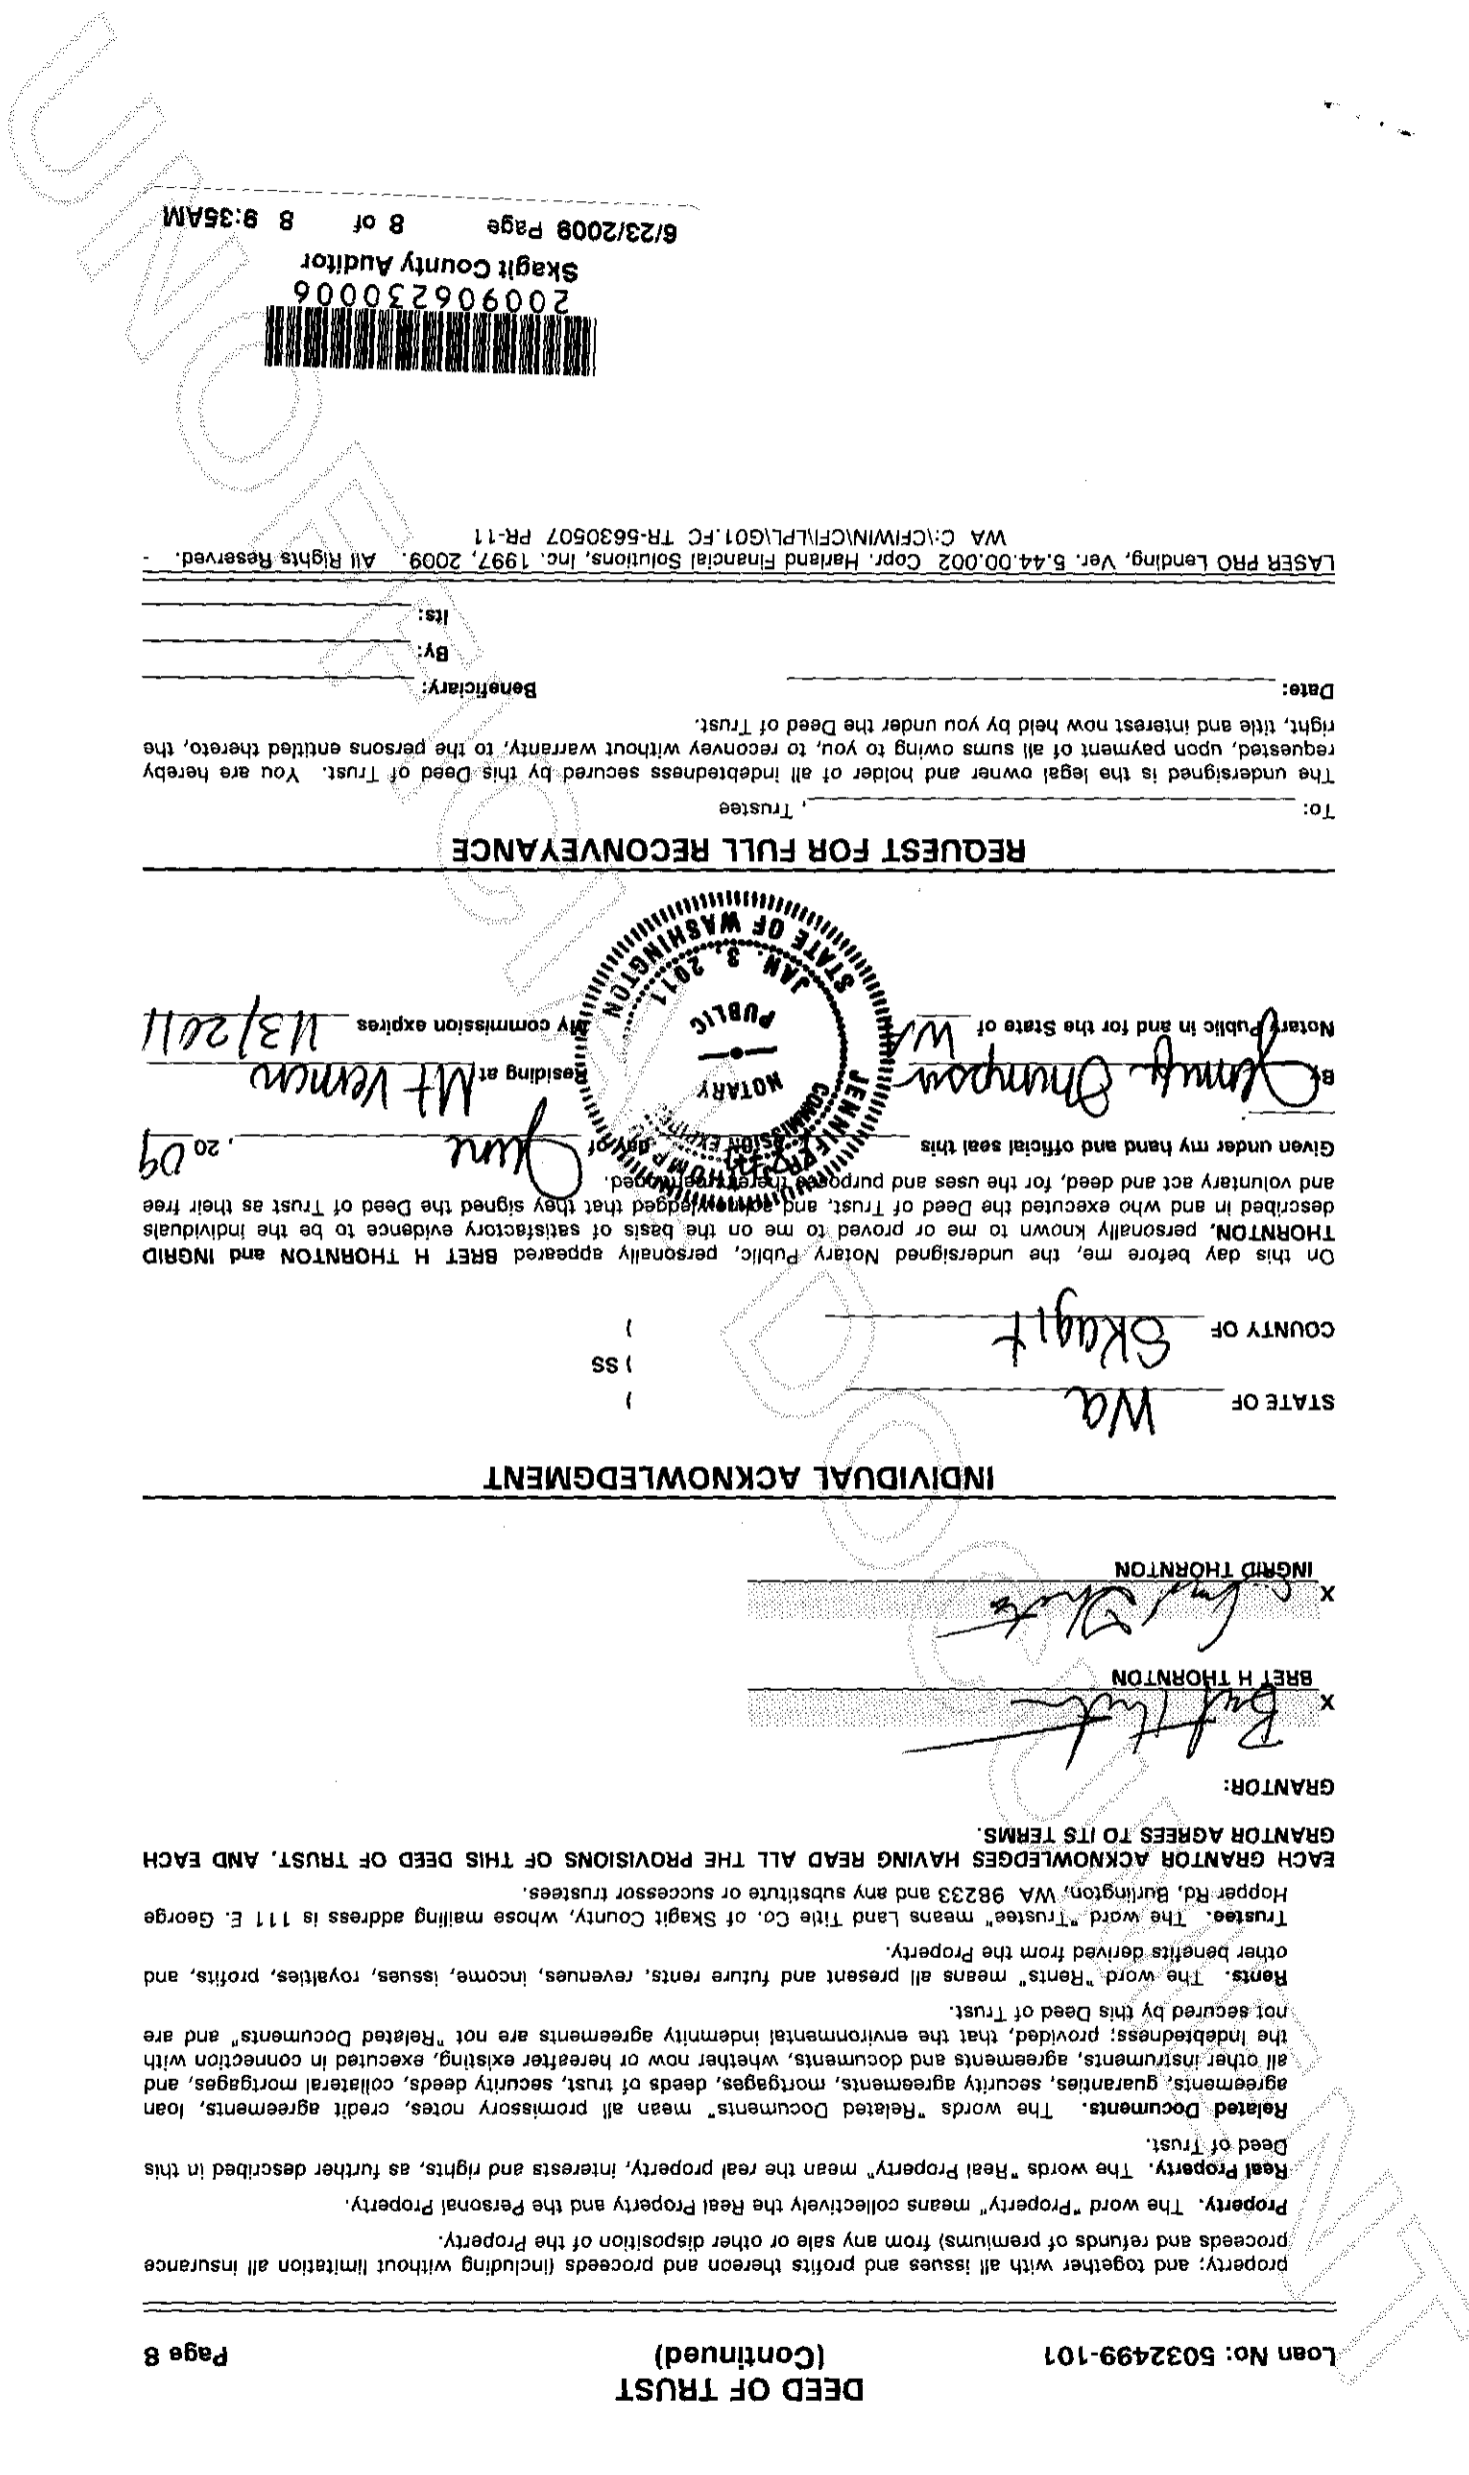 DEED OF TRUST
Loan No: 5032499-101 (Continued) Page 8
property; and together with all issues and profits thereon and proceeds (including without limitation all insurance
proceeds and refunds of premiums) from any sale or other disposition of the Property.
Property. The word "Property" means collectively the Real Property and the Personal Property.
Real Property. The words "Real Property" mean the real property, interests and rights, as further described in this
Deed of Trust.
Related Documents. The words "Related Documents" mean all promissory notes, credit agreements, loan
agreements, guaranties, security agreements, mortgages, deeds of trust, security deeds, collateral mortgages, and
all other instruments, agreements and documents, whether now or hereafter existing, executed in connection with
the Indebtedness; provided, that the environmental indemnity agreements are not "Related Documents" and are
not secured by this Deed of Trust.
Rents. The word "Rents" means all present and future rents, revenues, income, issues, royalties, profits, and
other benefits derived from the Property.
Trustee. The word "Trustee" means Land Title Co. of Skagit County, whose mailing address is 111 E. George
Hopper Rd, Burlington, WA 98233 and any substitute or successor trustees.
EACH GRANTOR ACKNOWLEDGES HAVING READ ALL THE PROVISIONS OF THIS DEED OF TRUST, AND EACH
GRANTOR AGREES TO ITS TERMS.
GRANTOR:
X
BRET H THORNTON
X
INGRID THORNTON
INDIVIDUAL ACKNOWLEDGMENT
STATE OF Wa )
) SS
COUNTY OF Skagit )
On this day before me, the undersigned Notary Public, personally appeared BRET H THORNTON and INGRID
THORNTON, personally known to me or proved to me on the basis of satisfactory evidence to be the individuals
described in and who executed the Deed of Trust, and acknowledged that they signed the Deed of Trust as their free
and voluntary act and deed, for the uses and purposes therein mentioned.
Given under my hand and official seal this day of June , 20 09
By Jennifer Thompson Residing at Mt Vernon
Notary Public in and for the State of WA My commission expires 1/3/2011
JENNIFER THOMPSON
COMMISSION EXPIRES
NOTARY
PUBLIC
JAN. 3, 2011
STATE OF WASHINGTON
REQUEST FOR FULL RECONVEYANCE
To: , Trustee
The undersigned is the legal owner and holder of all indebtedness secured by this Deed of Trust. You are hereby
requested, upon payment of all sums owing to you, to reconvey without warranty, to the persons entitled thereto, the
right, title and interest now held by you under the Deed of Trust.
Date: Beneficiary:
By:
Its:
LASER PRO Lending, Ver. 5.44.00.002 Copr. Harland Financial Solutions, Inc. 1997, 2009. All Rights Reserved. -
WA C:\CFIWIN\CFI\LPL\G01.FC TR-5630507 PR-11
200906230006
Skagit County Auditor
6/23/2009 Page 8 of 8 9:35AM
UNOFFICIAL DOCUMENT